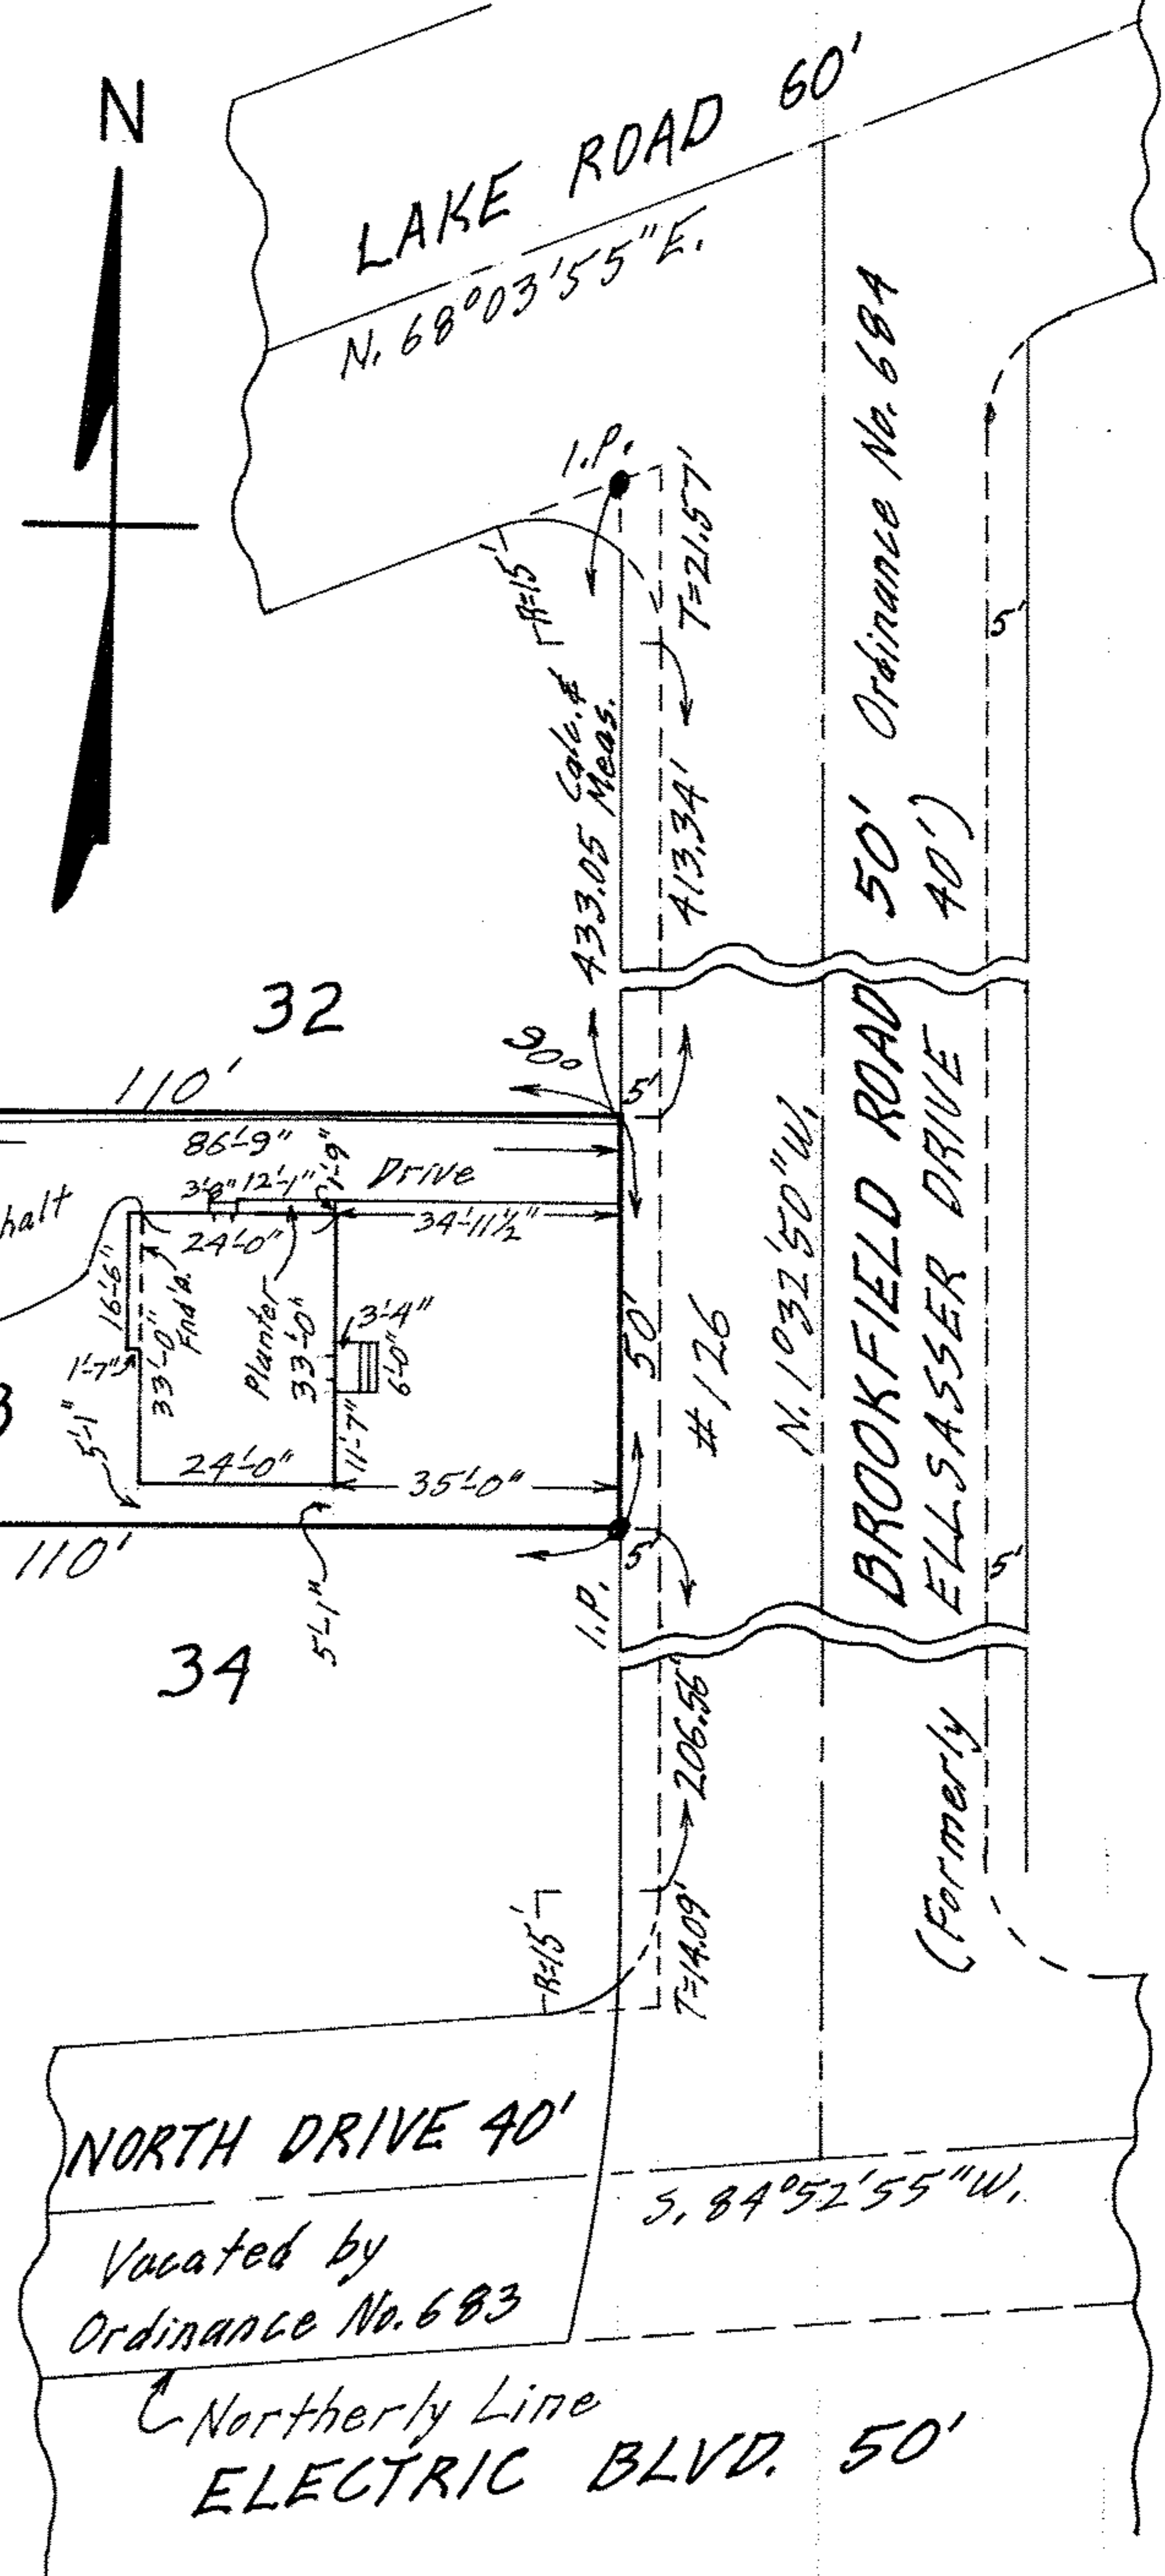 N
LAKE ROAD 60'
N. 68°03'55"E.
I.P.
R=15'
T=21.57'
Ordinance No. 684
5'
433.05 Calc. &
Meas.
413.34'
50'
40')
32
110'
90°
5'
86'-9"
Drive
3'-8"
12'-1"
1'-9"
halt
24'-0"
34'-11½"
16'-6"
33'-0"
Fnd'n.
Planter
33'-0"
3'-4"
6'-0"
1'-7"
11'-7"
5'-1"
24'-0"
35'-0"
50'
#126
N. 1°32'50"W.
BROOKFIELD ROAD
ELLSASSER DRIVE
(Formerly
110'
5'-1"
I.P.
5'
5'
34
206.56'
R=15'
T=14.09'
NORTH DRIVE 40'
S. 84°52'55"W.
Vacated by
Ordinance No. 683
Northerly Line
ELECTRIC BLVD. 50'